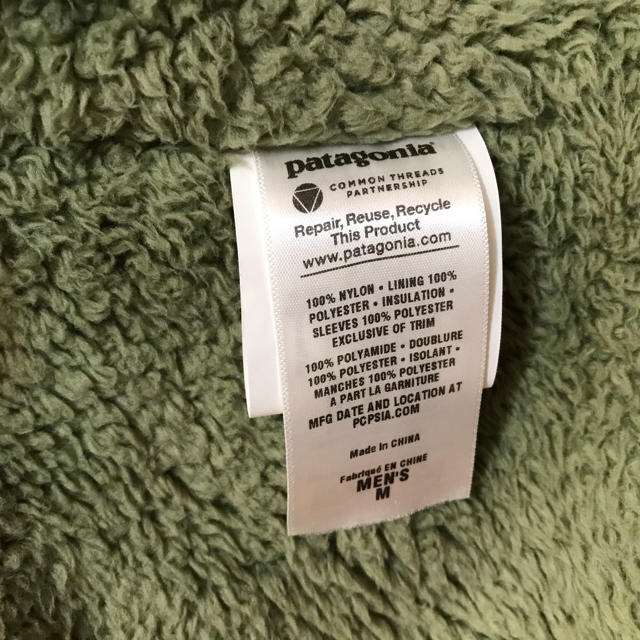 patagonia
COMMON THREADS
PARTNERSHIP
Repair, Reuse, Recycle
This Product
www.patagonia.com
100% NYLON • LINING 100%
POLYESTER • INSULATION •
SLEEVES 100% POLYESTER
EXCLUSIVE OF TRIM
100% POLYAMIDE • DOUBLURE
100% POLYESTER • ISOLANT •
MANCHES 100% POLYESTER
A PART LA GARNITURE
MFG DATE AND LOCATION AT
PCPSIA.COM
Made in CHINA
Fabriqué EN CHINE
MEN'S
M